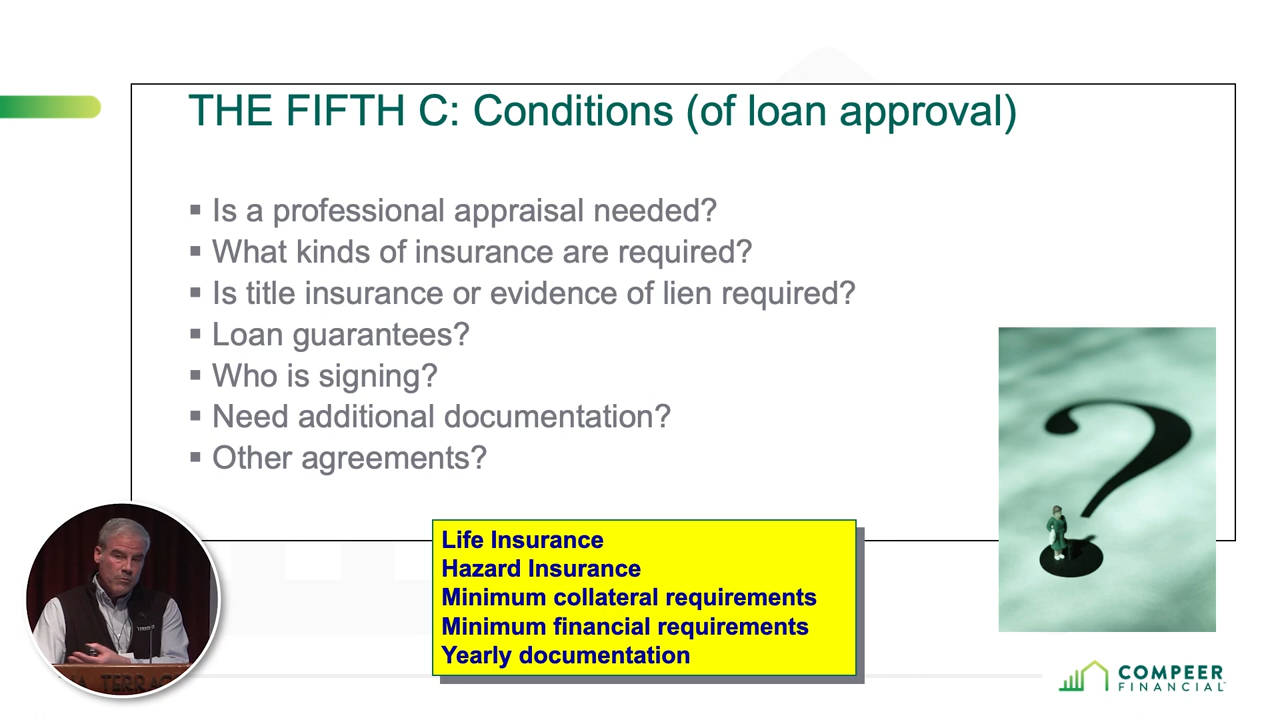 THE FIFTH C: Conditions (of loan approval)
▪ Is a professional appraisal needed?
▪ What kinds of insurance are required?
▪ Is title insurance or evidence of lien required?
▪ Loan guarantees?
▪ Who is signing?
▪ Need additional documentation?
▪ Other agreements?
Life Insurance
Hazard Insurance
Minimum collateral requirements
Minimum financial requirements
Yearly documentation
COMPEER
FINANCIAL